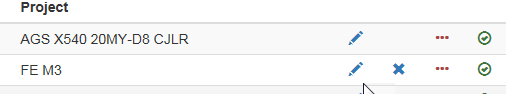 Project
AGS X540 20MY-D8 CJLR
FE M3